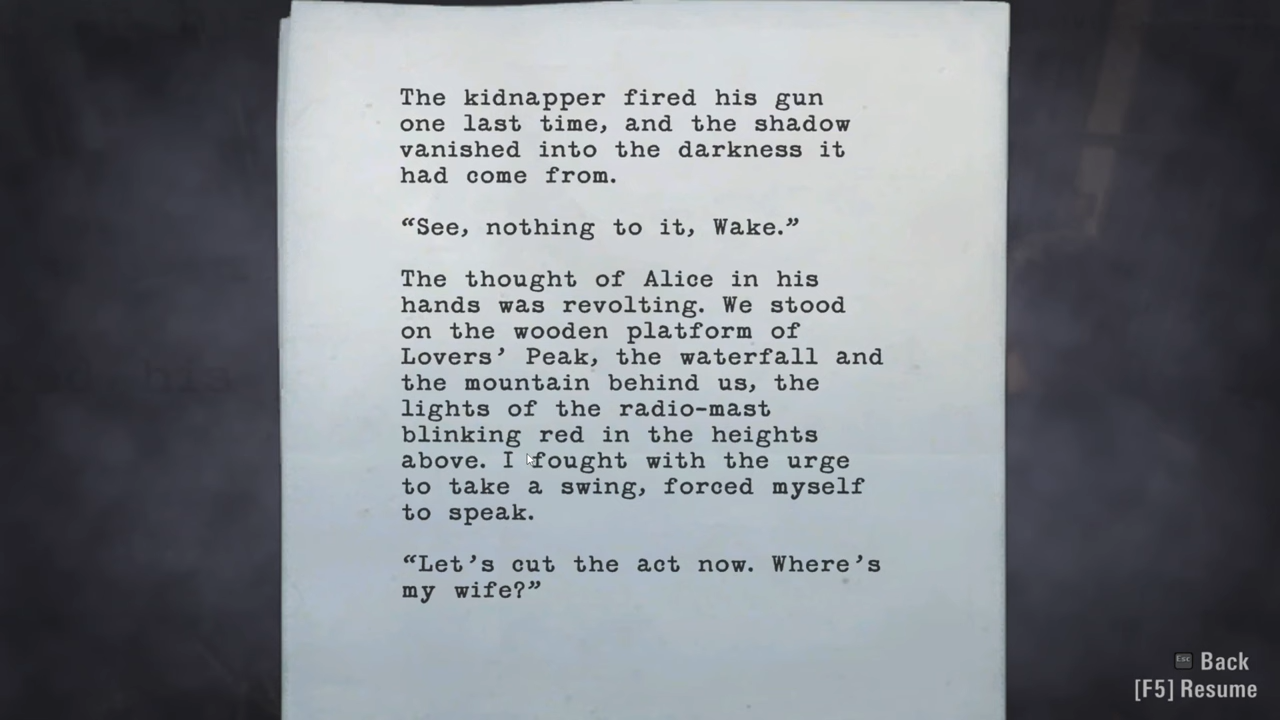 The kidnapper fired his gun
one last time, and the shadow
vanished into the darkness it
had come from.
“See, nothing to it, Wake.”
The thought of Alice in his
hands was revolting. We stood
on the wooden platform of
Lovers’ Peak, the waterfall and
the mountain behind us, the
lights of the radio-mast
blinking red in the heights
above. I fought with the urge
to take a swing, forced myself
to speak.
“Let’s cut the act now. Where’s
my wife?”
Esc Back
[F5] Resume